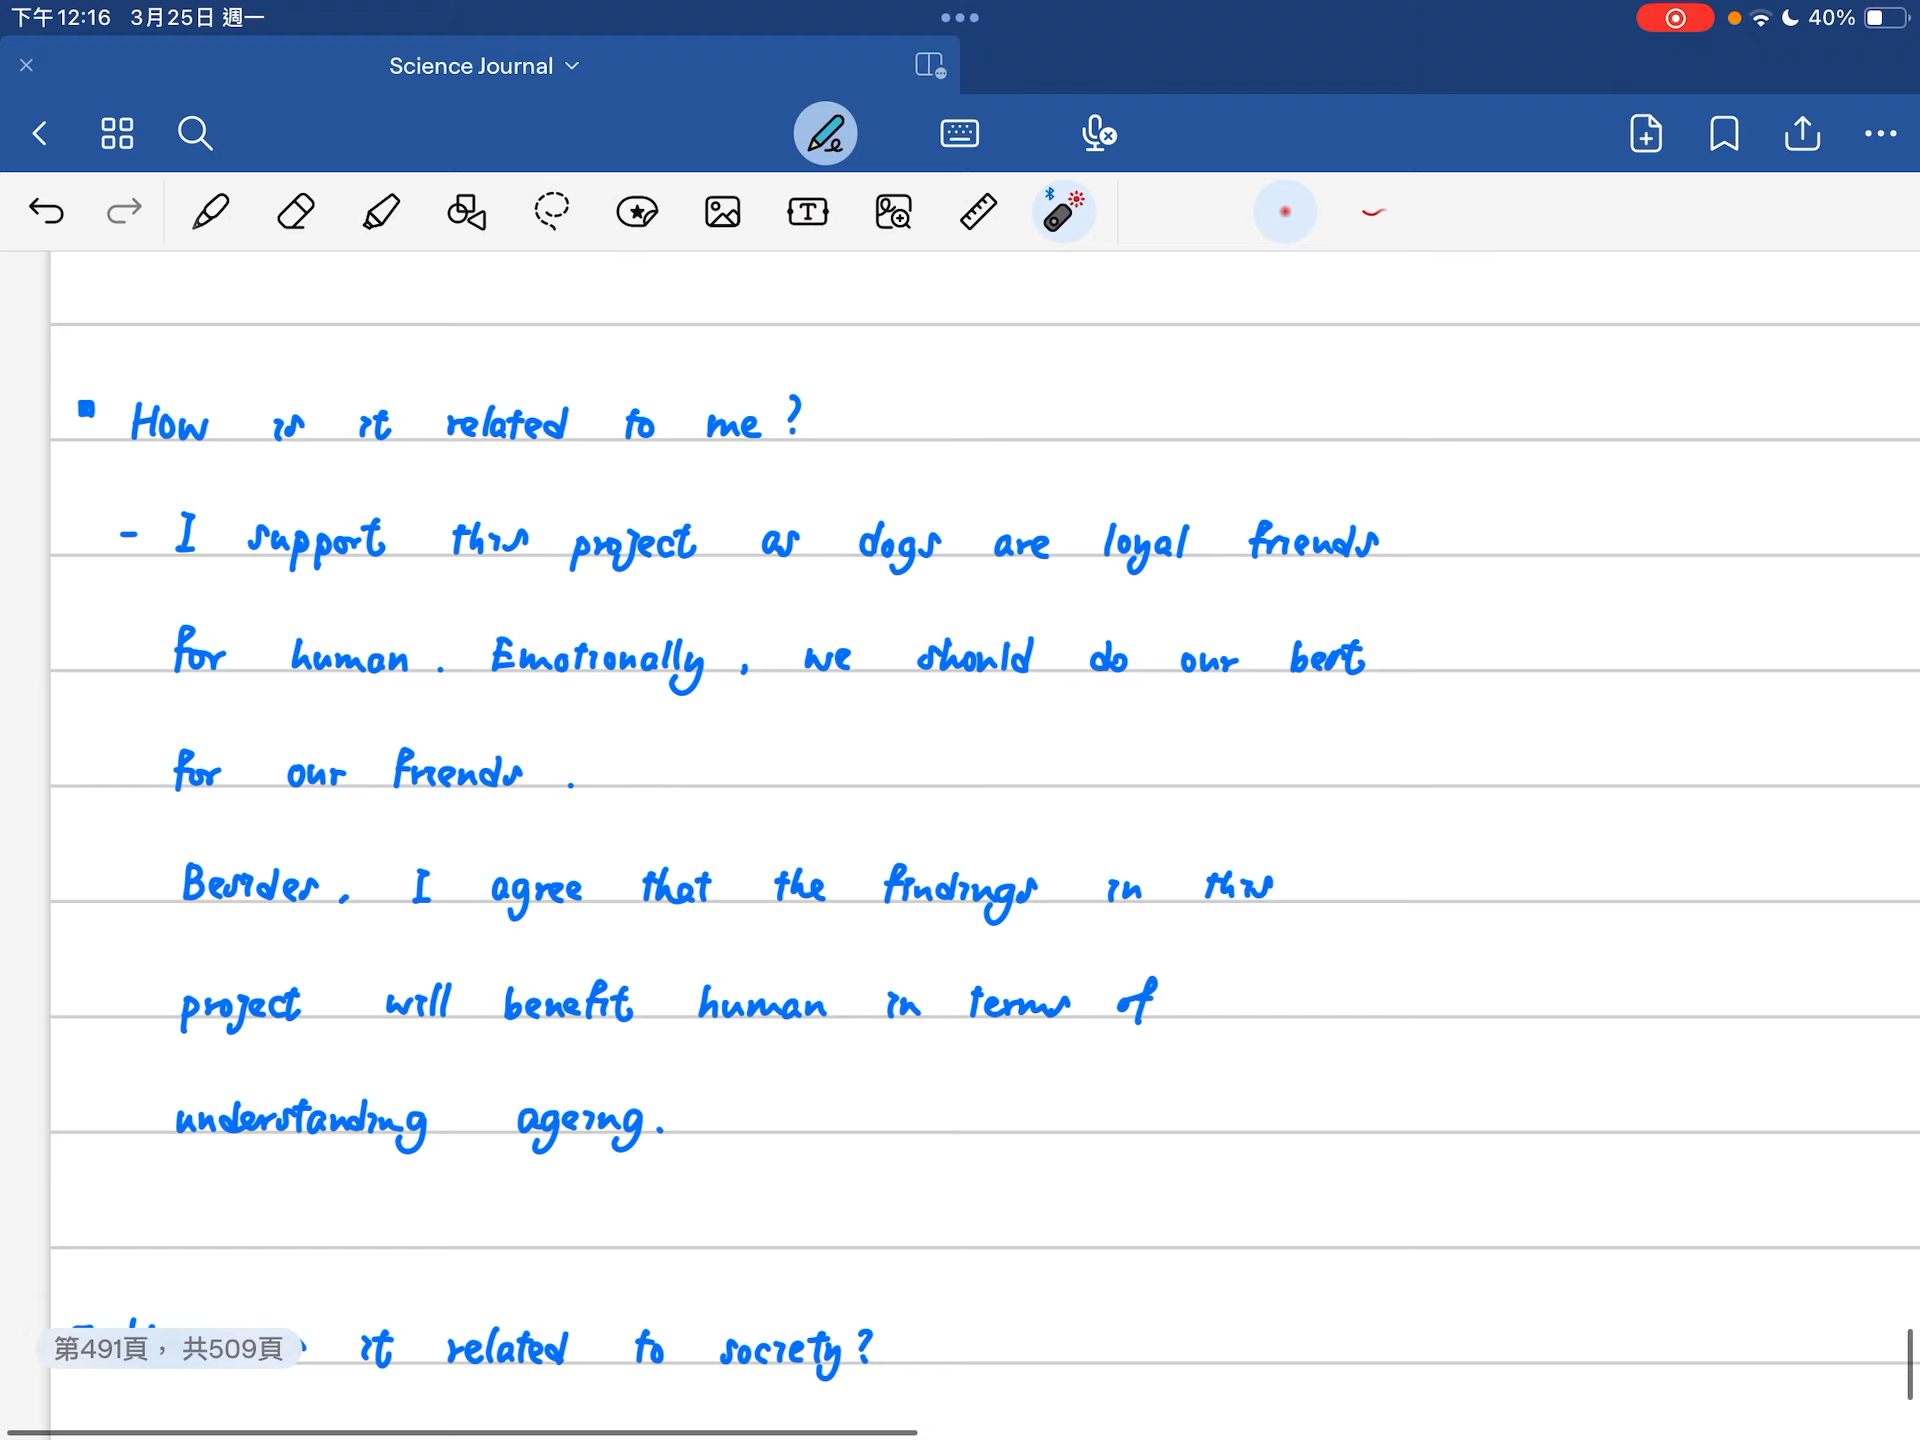 下午12:16 3月25日 週一 40%
Science Journal
How is it related to me?
- I support this project as dogs are loyal friends
for human. Emotionally, we should do our best
for our friends.
Besides, I agree that the findings in this
project will benefit human in terms of
understanding ageing.
it related to society?
第491頁，共509頁